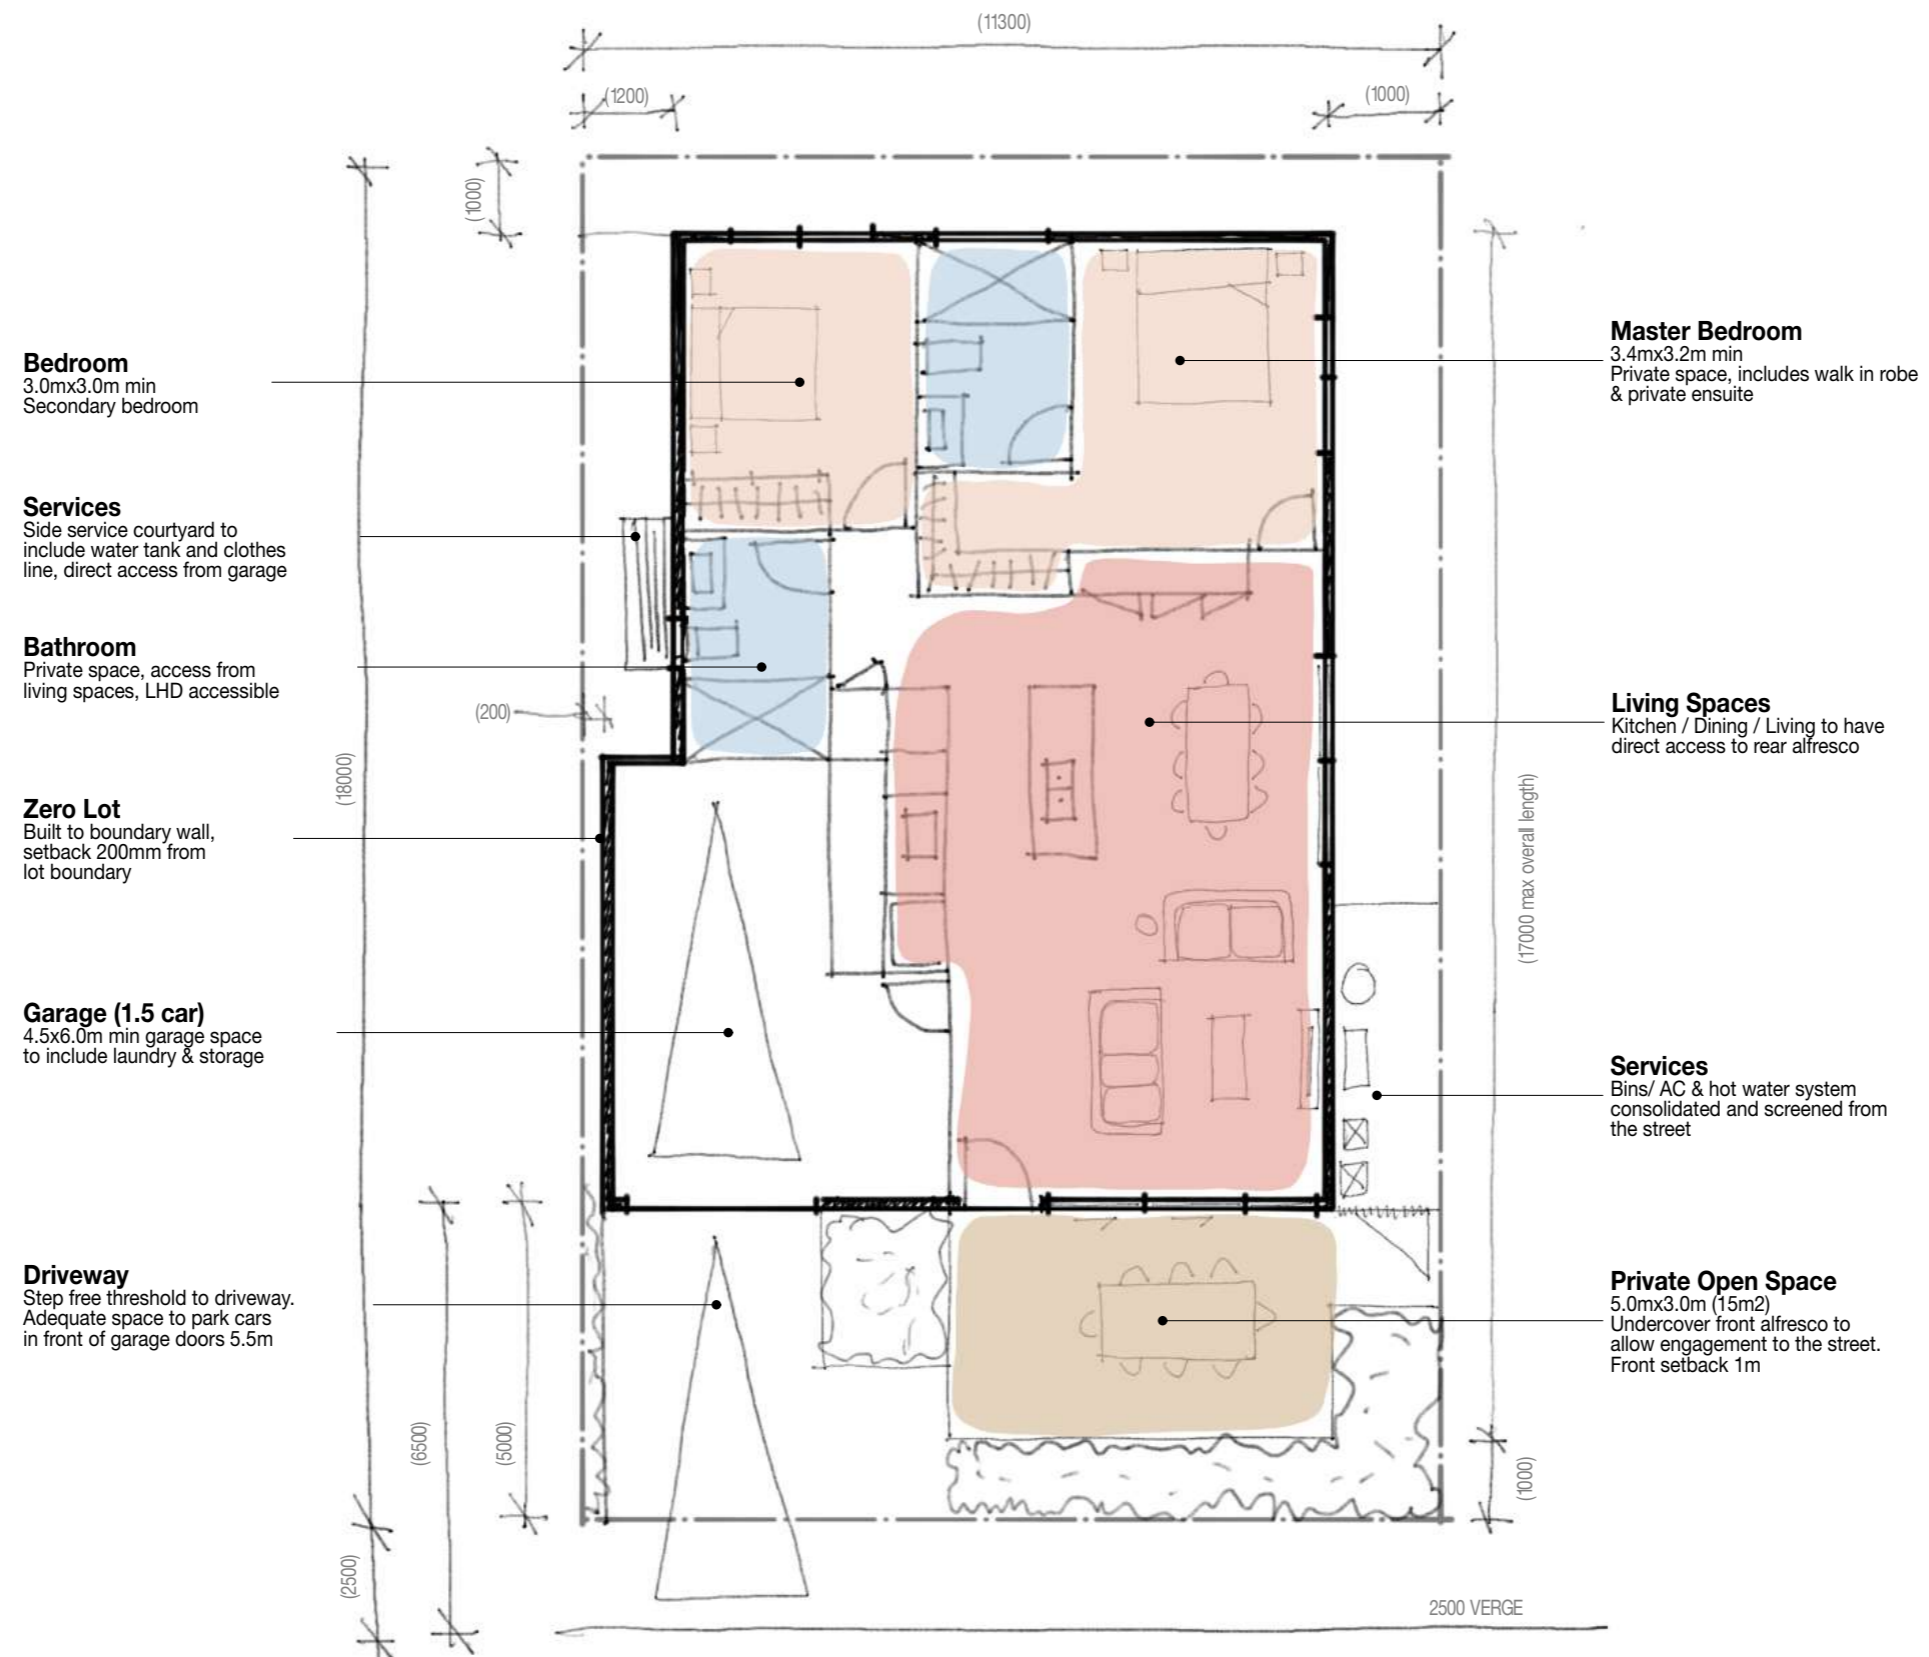 (11300)
(1200)
(1000)
(1000)
Bedroom
3.0mx3.0m min
Secondary bedroom
Services
Side service courtyard to
include water tank and clothes
line, direct access from garage
Bathroom
Private space, access from
living spaces, LHD accessible
(200)
(18000)
Zero Lot
Built to boundary wall,
setback 200mm from
lot boundary
Garage (1.5 car)
4.5x6.0m min garage space
to include laundry & storage
Driveway
Step free threshold to driveway.
Adequate space to park cars
in front of garage doors 5.5m
(6500)
(5000)
(2500)
Master Bedroom
3.4mx3.2m min
Private space, includes walk in robe
& private ensuite
Living Spaces
Kitchen / Dining / Living to have
direct access to rear alfresco
(17000 max overall length)
Services
Bins/ AC & hot water system
consolidated and screened from
the street
Private Open Space
5.0mx3.0m (15m2)
Undercover front alfresco to
allow engagement to the street.
Front setback 1m
(1000)
2500 VERGE